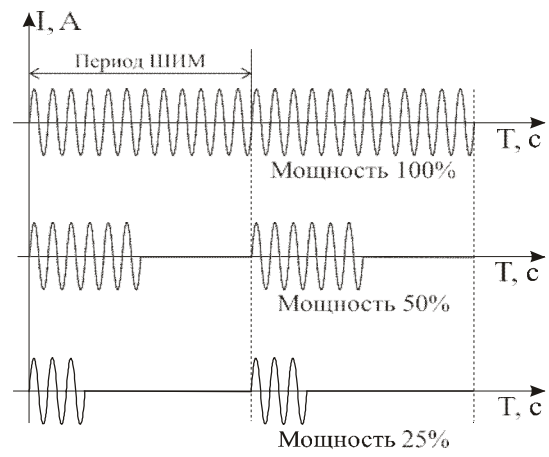 I, A
Период ШИМ
T, c
Мощность 100%
T, c
Мощность 50%
T, c
Мощность 25%